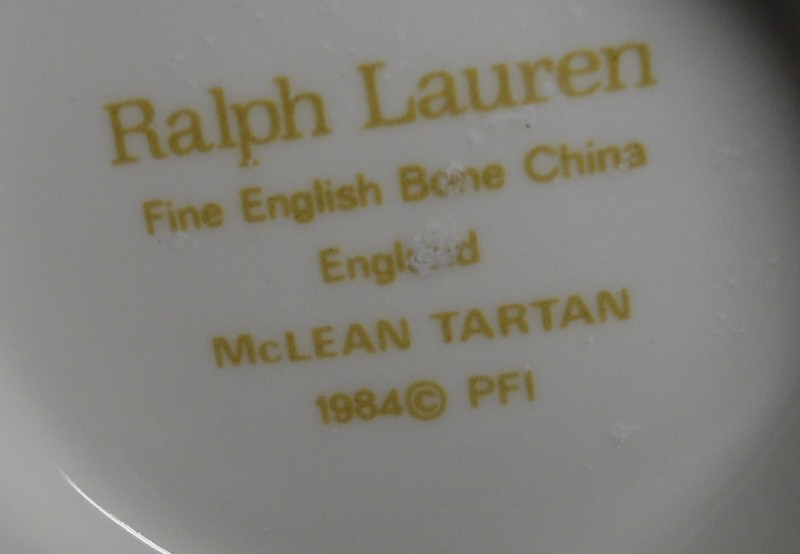 Ralph Lauren
Fine English Bone China
England
McLEAN TARTAN
1984© PFI